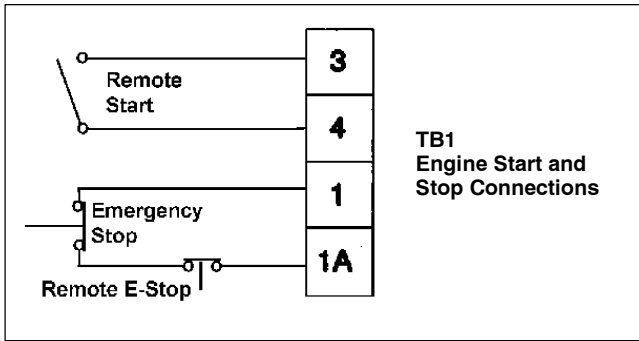 Remote
Start
Emergency
Stop
Remote E-Stop
3
4
1
1A
TB1
Engine Start and
Stop Connections